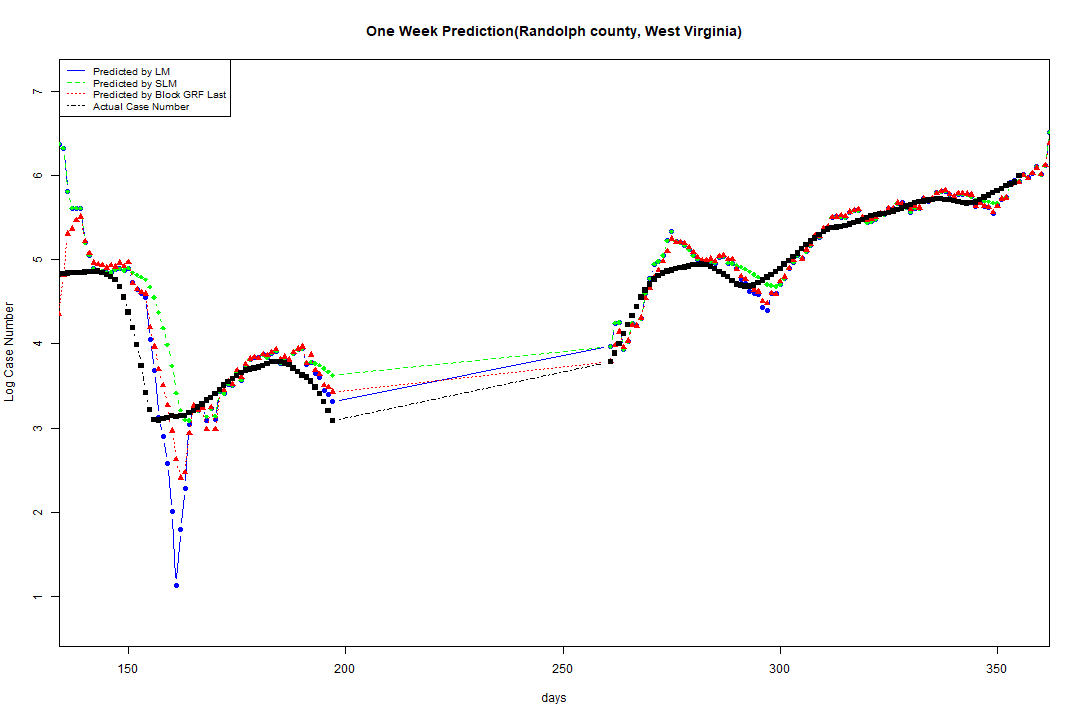 One Week Prediction(Randolph county, West Virginia)
Predicted by LM
Predicted by SLM
Predicted by Block GRF Last
Actual Case Number
7
6
5
4
3
2
1
Log Case Number
150 200 250 300 350
days